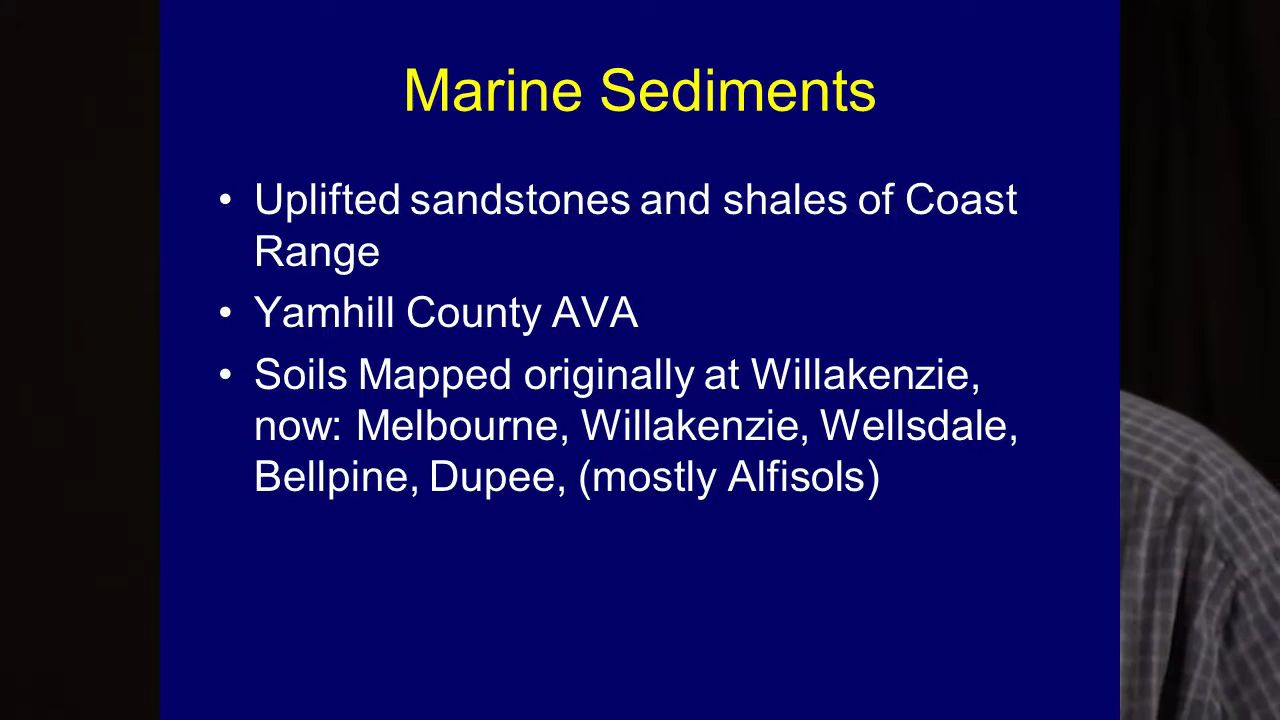 Marine Sediments
• Uplifted sandstones and shales of Coast
Range
• Yamhill County AVA
• Soils Mapped originally at Willakenzie,
now: Melbourne, Willakenzie, Wellsdale,
Bellpine, Dupee, (mostly Alfisols)